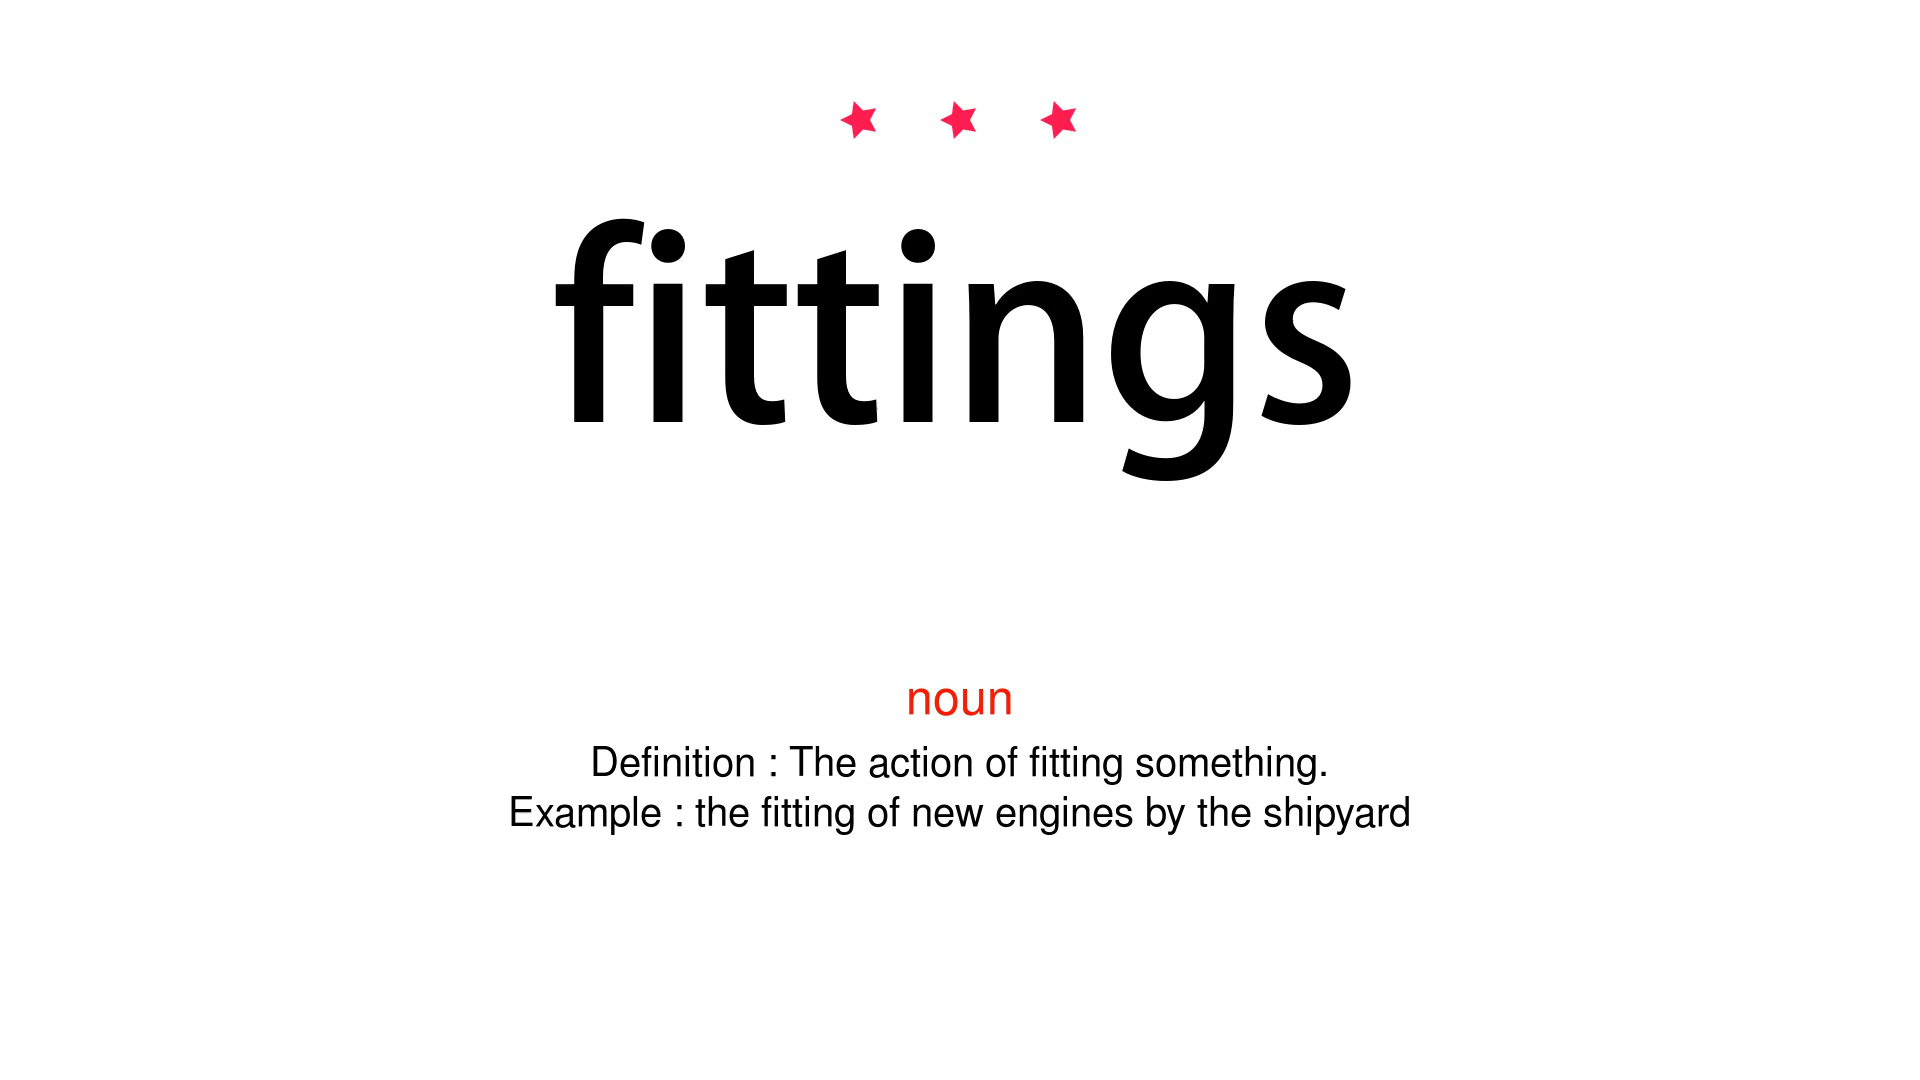 fittings
noun
Definition : The action of fitting something.
Example : the fitting of new engines by the shipyard